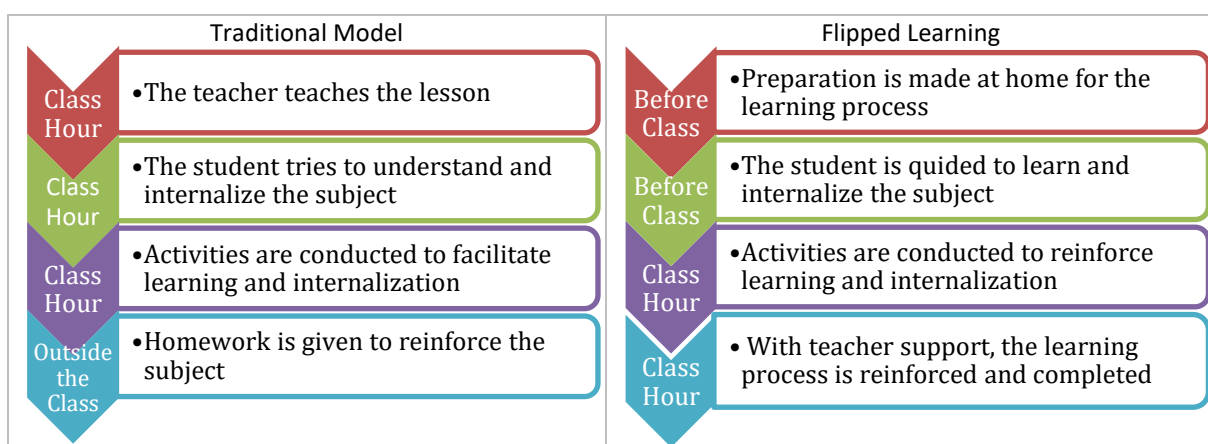 Traditional Model
Class
Hour
•The teacher teaches the lesson
Class
Hour
•The student tries to understand and
internalize the subject
Class
Hour
•Activities are conducted to facilitate
learning and internalization
Outside
the
Class
•Homework is given to reinforce the
subject
Flipped Learning
Before
Class
•Preparation is made at home for the
learning process
Before
Class
•The student is quided to learn and
internalize the subject
Class
Hour
•Activities are conducted to reinforce
learning and internalization
Class
Hour
• With teacher support, the learning
process is reinforced and completed